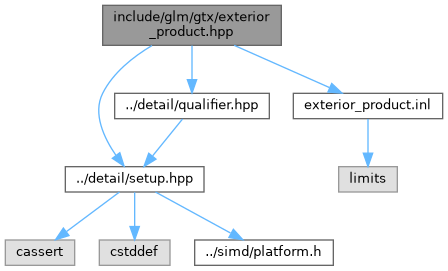 include/glm/gtx/exterior
_product.hpp
../detail/qualifier.hpp
exterior_product.inl
../detail/setup.hpp
limits
cassert
cstddef
../simd/platform.h